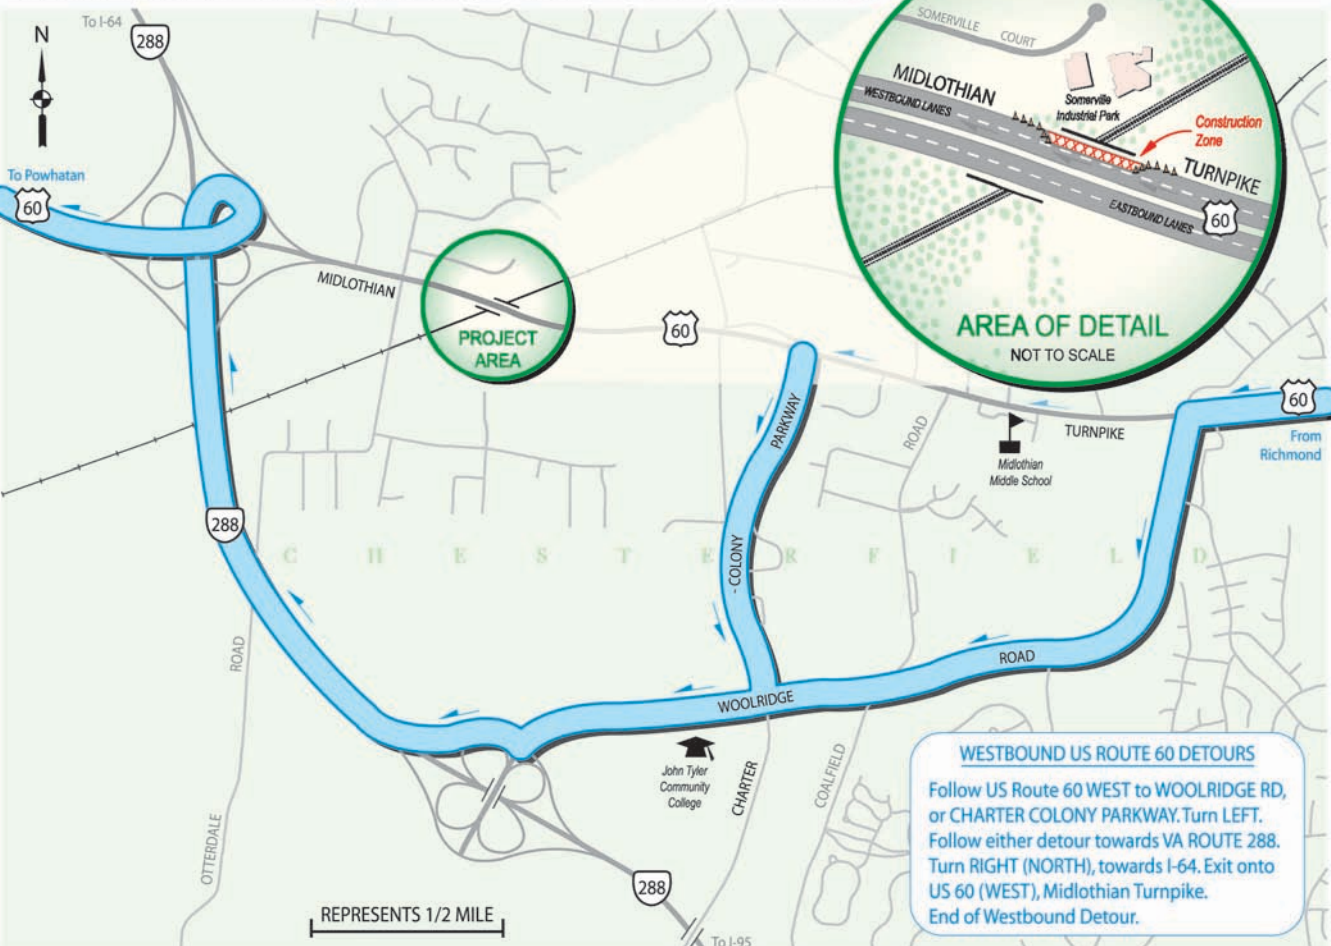 To I-64
288
N
To Powhatan
60
MIDLOTHIAN
PROJECT
AREA
60
SOMERVILLE COURT
MIDLOTHIAN
WESTBOUND LANES
Somerville
Industrial Park
Construction
Zone
TURNPIKE
EASTBOUND LANES
60
AREA OF DETAIL
NOT TO SCALE
60
From
Richmond
TURNPIKE
ROAD
Midlothian
Middle School
PARKWAY
- COLONY
288
CHESTERFIELD
ROAD
ROAD
WOOLRIDGE
John Tyler
Community
College
CHARTER
COALFIELD
OTTERDALE
288
To I-95
REPRESENTS 1/2 MILE
WESTBOUND US ROUTE 60 DETOURS
Follow US Route 60 WEST to WOOLRIDGE RD,
or CHARTER COLONY PARKWAY. Turn LEFT.
Follow either detour towards VA ROUTE 288.
Turn RIGHT (NORTH), towards I-64. Exit onto
US 60 (WEST), Midlothian Turnpike.
End of Westbound Detour.